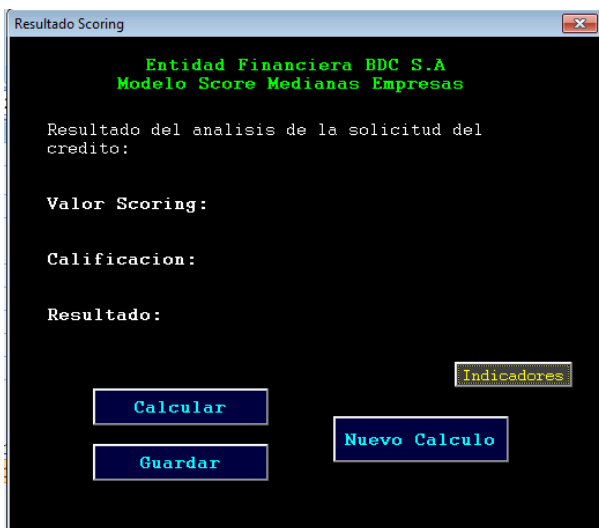 Resultado Scoring
Entidad Financiera BDC S.A
Modelo Score Medianas Empresas
Resultado del analisis de la solicitud del
credito:
Valor Scoring:
Calificacion:
Resultado:
Indicadores
Calcular
Nuevo Calculo
Guardar